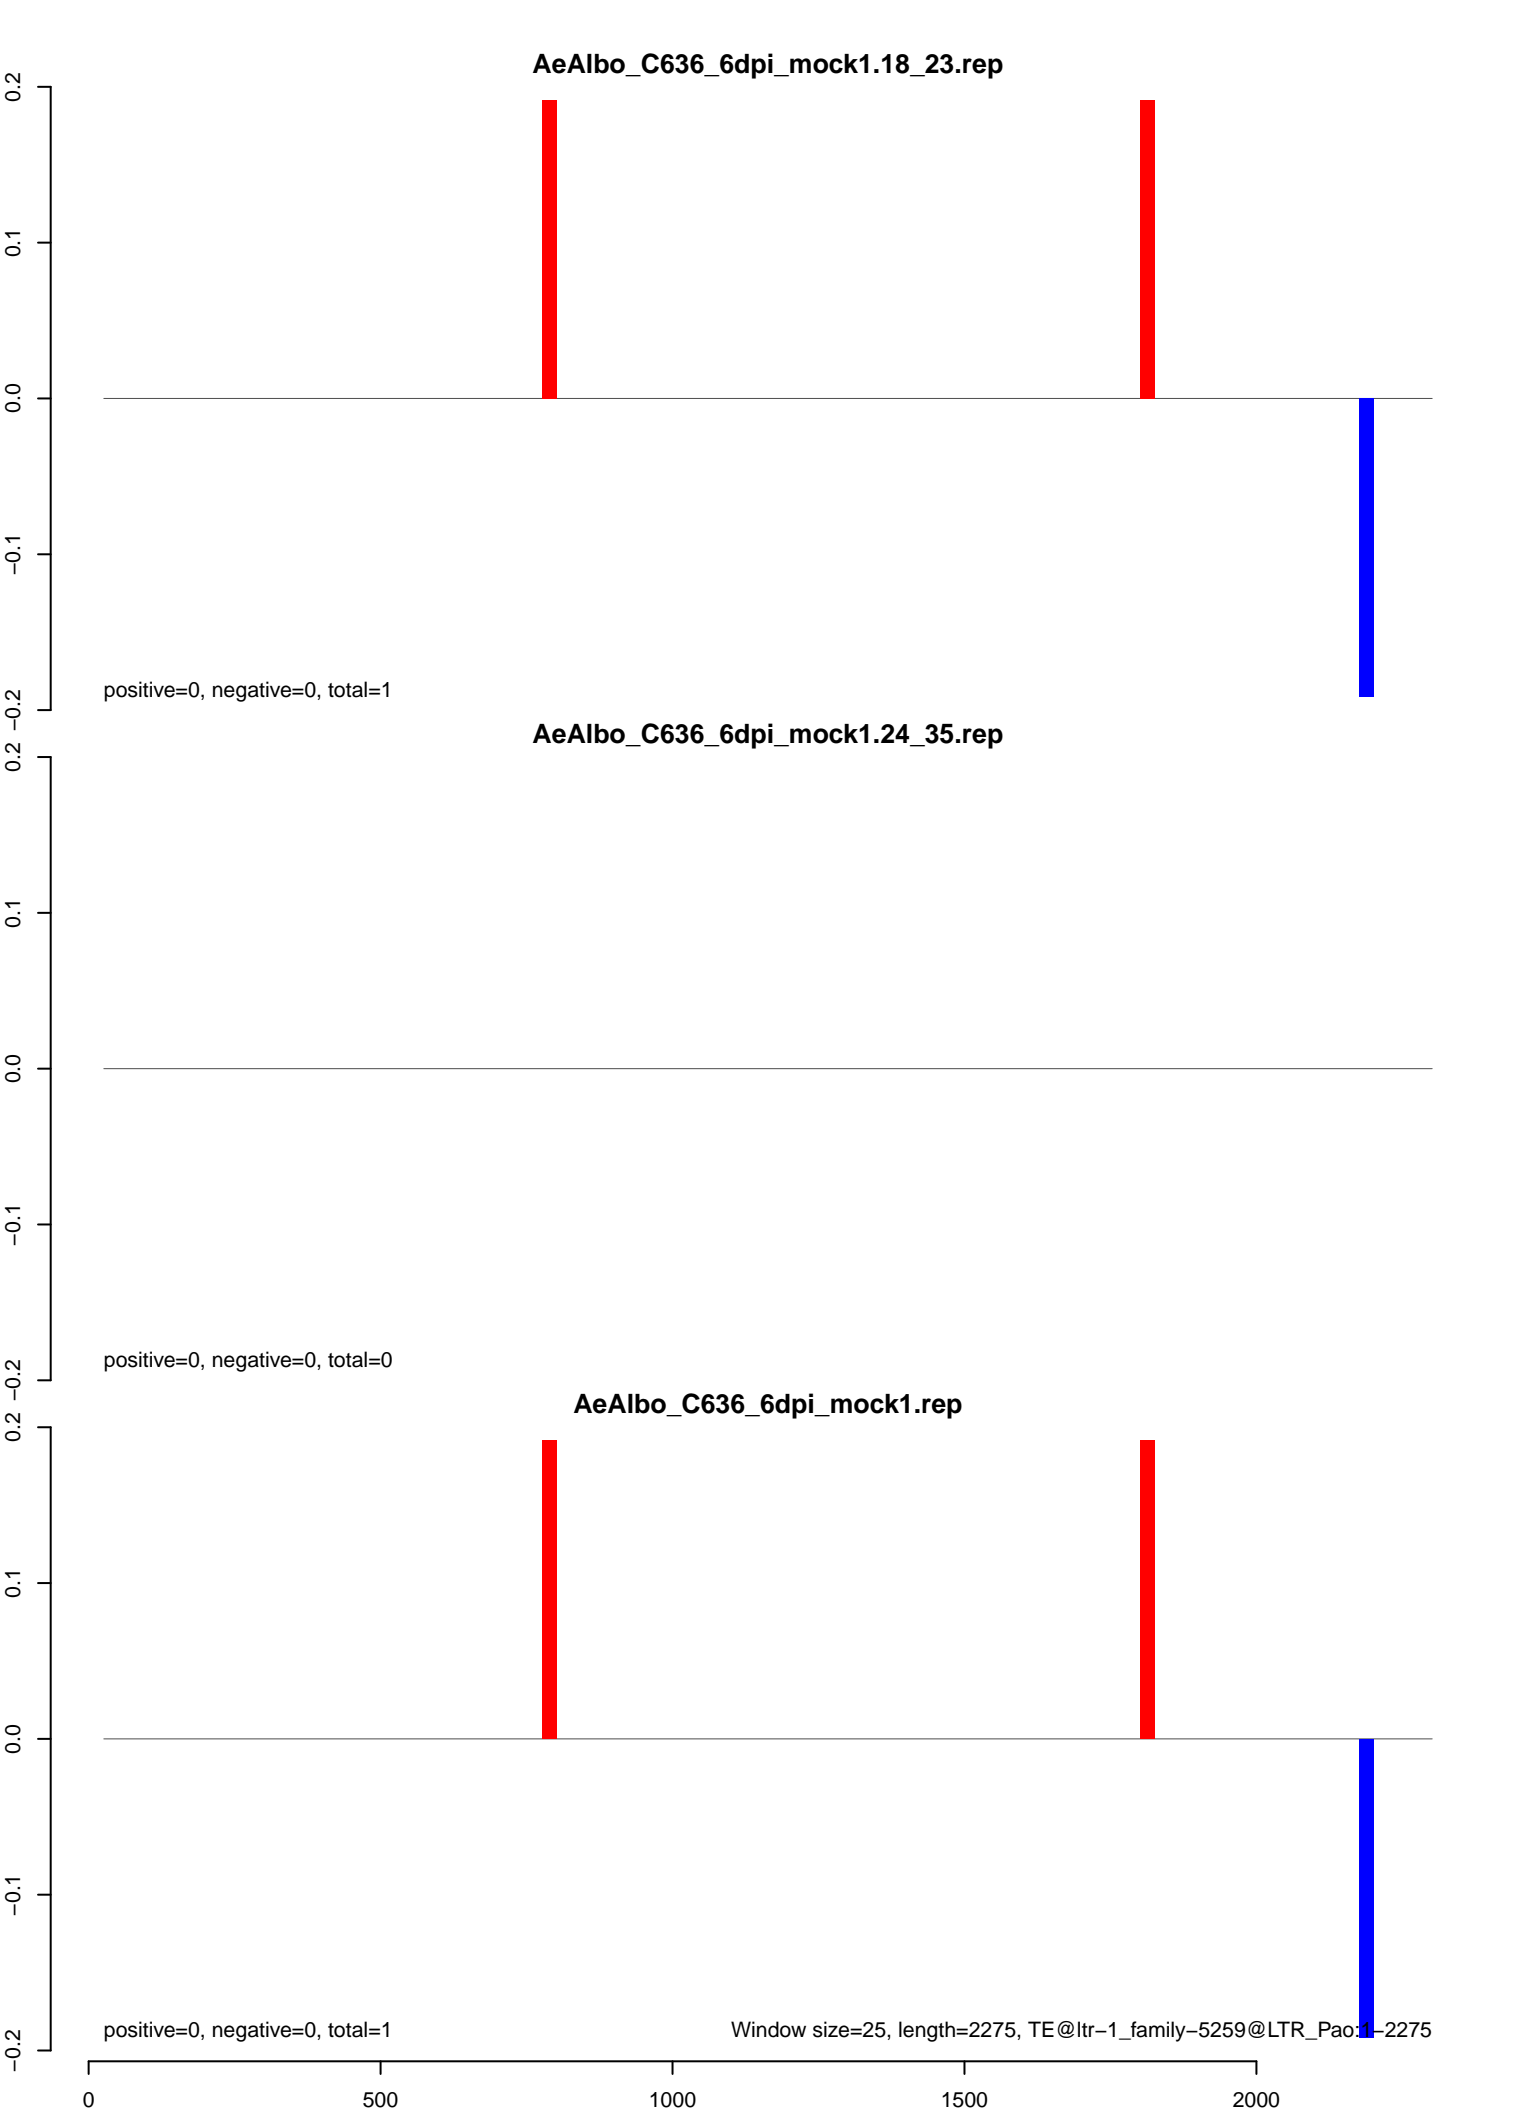 AeAlbo_C636_6dpi_mock1.18_23.rep
0.2
0.1
0.0
−0.1
−0.2
positive=0, negative=0, total=1
AeAlbo_C636_6dpi_mock1.24_35.rep
0.2
0.1
0.0
−0.1
−0.2
positive=0, negative=0, total=0
AeAlbo_C636_6dpi_mock1.rep
0.2
0.1
0.0
−0.1
−0.2
positive=0, negative=0, total=1
Window size=25, length=2275, TE@ltr−1_family−5259@LTR_Pao:1−2275
0 500 1000 1500 2000